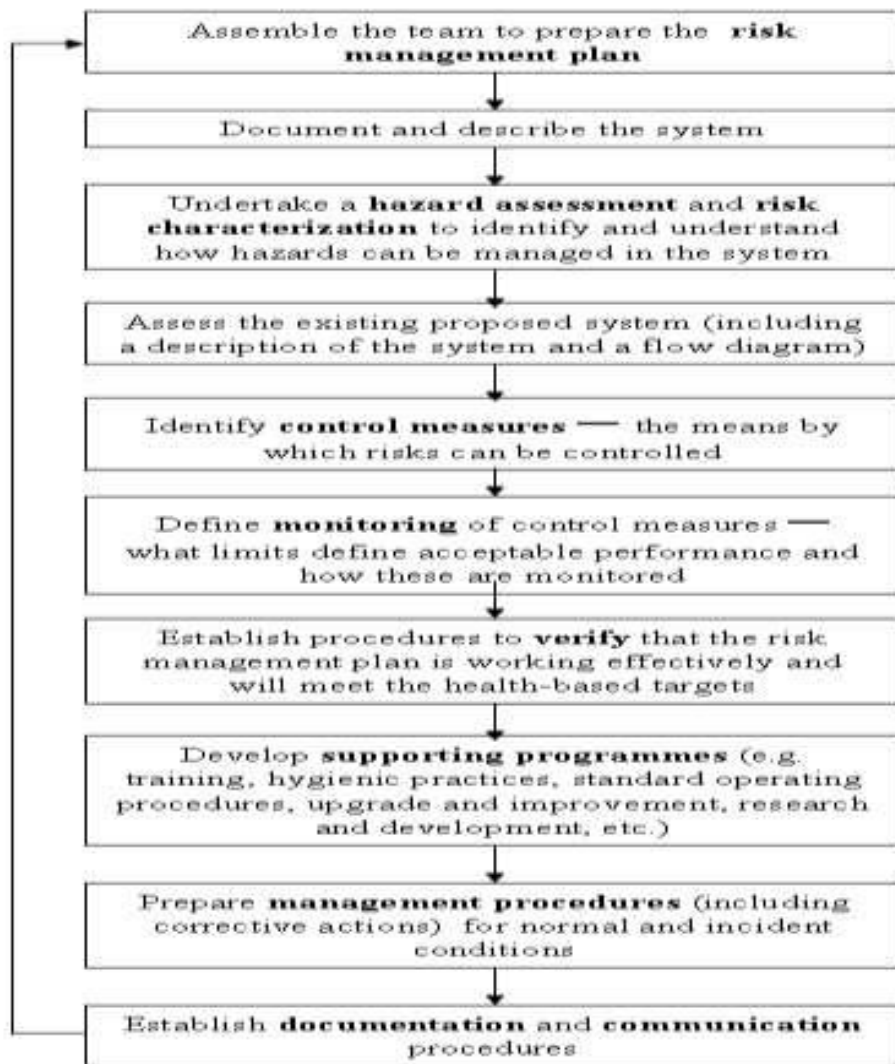 Assemble the team to prepare the risk
management plan
Document and describe the system
Undertake a hazard assessment and risk
characterization to identify and understand
how hazards can be managed in the system
Assess the existing proposed system (including
a description of the system and a flow diagram)
Identify control measures — the means by
which risks can be controlled
Define monitoring of control measures —
what limits define acceptable performance and
how these are monitored
Establish procedures to verify that the risk
management plan is working effectively and
will meet the health-based targets
Develop supporting programmes (e.g.
training, hygienic practices, standard operating
procedures, upgrade and improvement, research
and development, etc.)
Prepare management procedures (including
corrective actions) for normal and incident
conditions
Establish documentation and communication
procedures